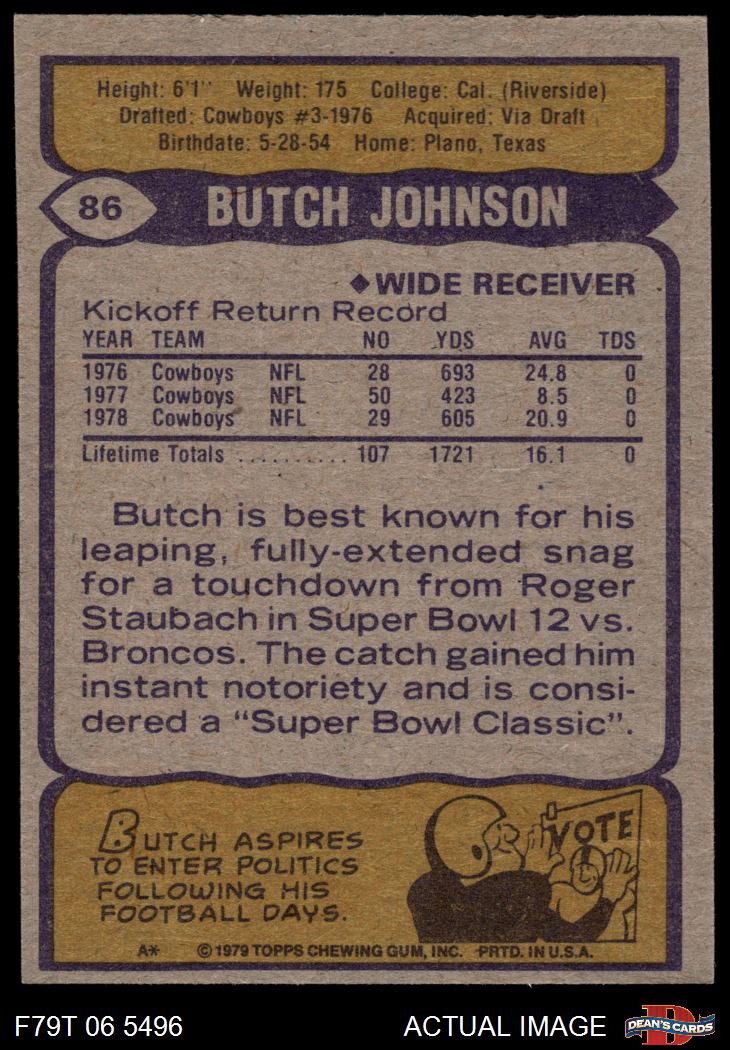 Height: 6'1" Weight: 175 College: Cal. (Riverside)
Drafted: Cowboys #3-1976 Acquired: Via Draft
Birthdate: 5-28-54 Home: Plano, Texas
86 BUTCH JOHNSON
◆WIDE RECEIVER
Kickoff Return Record
YEAR TEAM NO YDS AVG TDS
1976 Cowboys NFL 28 693 24.8 0
1977 Cowboys NFL 50 423 8.5 0
1978 Cowboys NFL 29 605 20.9 0
Lifetime Totals .......... 107 1721 16.1 0
Butch is best known for his
leaping, fully-extended snag
for a touchdown from Roger
Staubach in Super Bowl 12 vs.
Broncos. The catch gained him
instant notoriety and is consi-
dered a "Super Bowl Classic".
BUTCH ASPIRES
TO ENTER POLITICS
FOLLOWING HIS
FOOTBALL DAYS.
VOTE
A* © 1979 TOPPS CHEWING GUM, INC. PRTD. IN U.S.A.
F79T 06 5496 ACTUAL IMAGE D DEAN'S CARDS